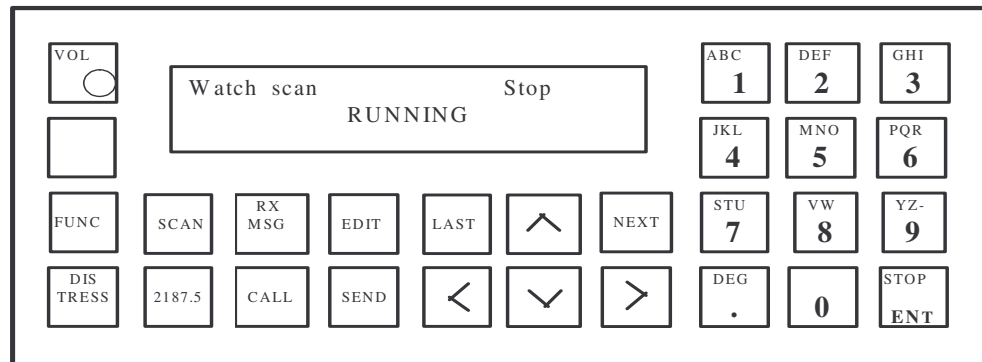 VOL
Watch scan Stop
RUNNING
ABC
1
DEF
2
GHI
3
JKL
4
MNO
5
PQR
6
FUNC
SCAN
RX
MSG
EDIT
LAST
NEXT
STU
7
VW
8
YZ-
9
DIS
TRESS
2187.5
CALL
SEND
DEG
.
0
STOP
ENT